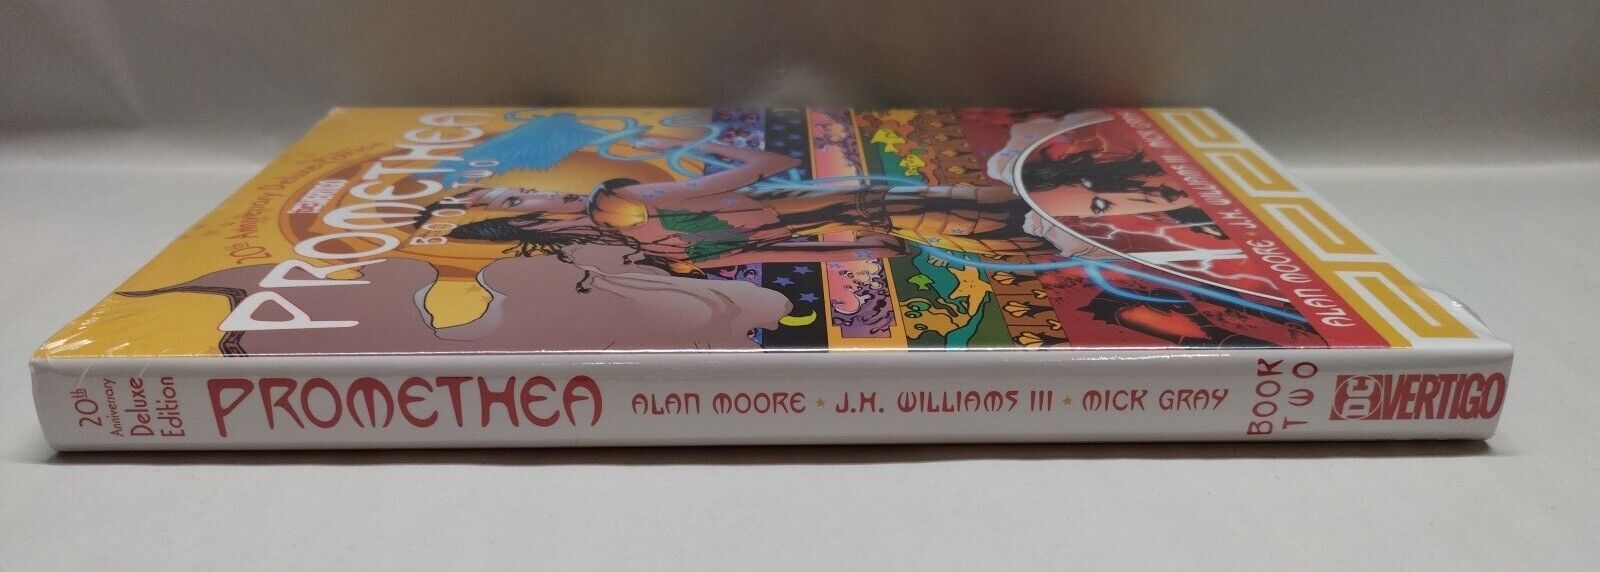 20th Anniversary Deluxe Edition
PROMETHEA
BOOK TWO
ALAN MOORE · J.H. WILLIAMS III · MICK GRAY
20th
Anniversary
Deluxe
Edition
PROMETHEA
ALAN MOORE ★ J.H. WILLIAMS III ★ MICK GRAY
BOOK
TWO
DC VERTIGO